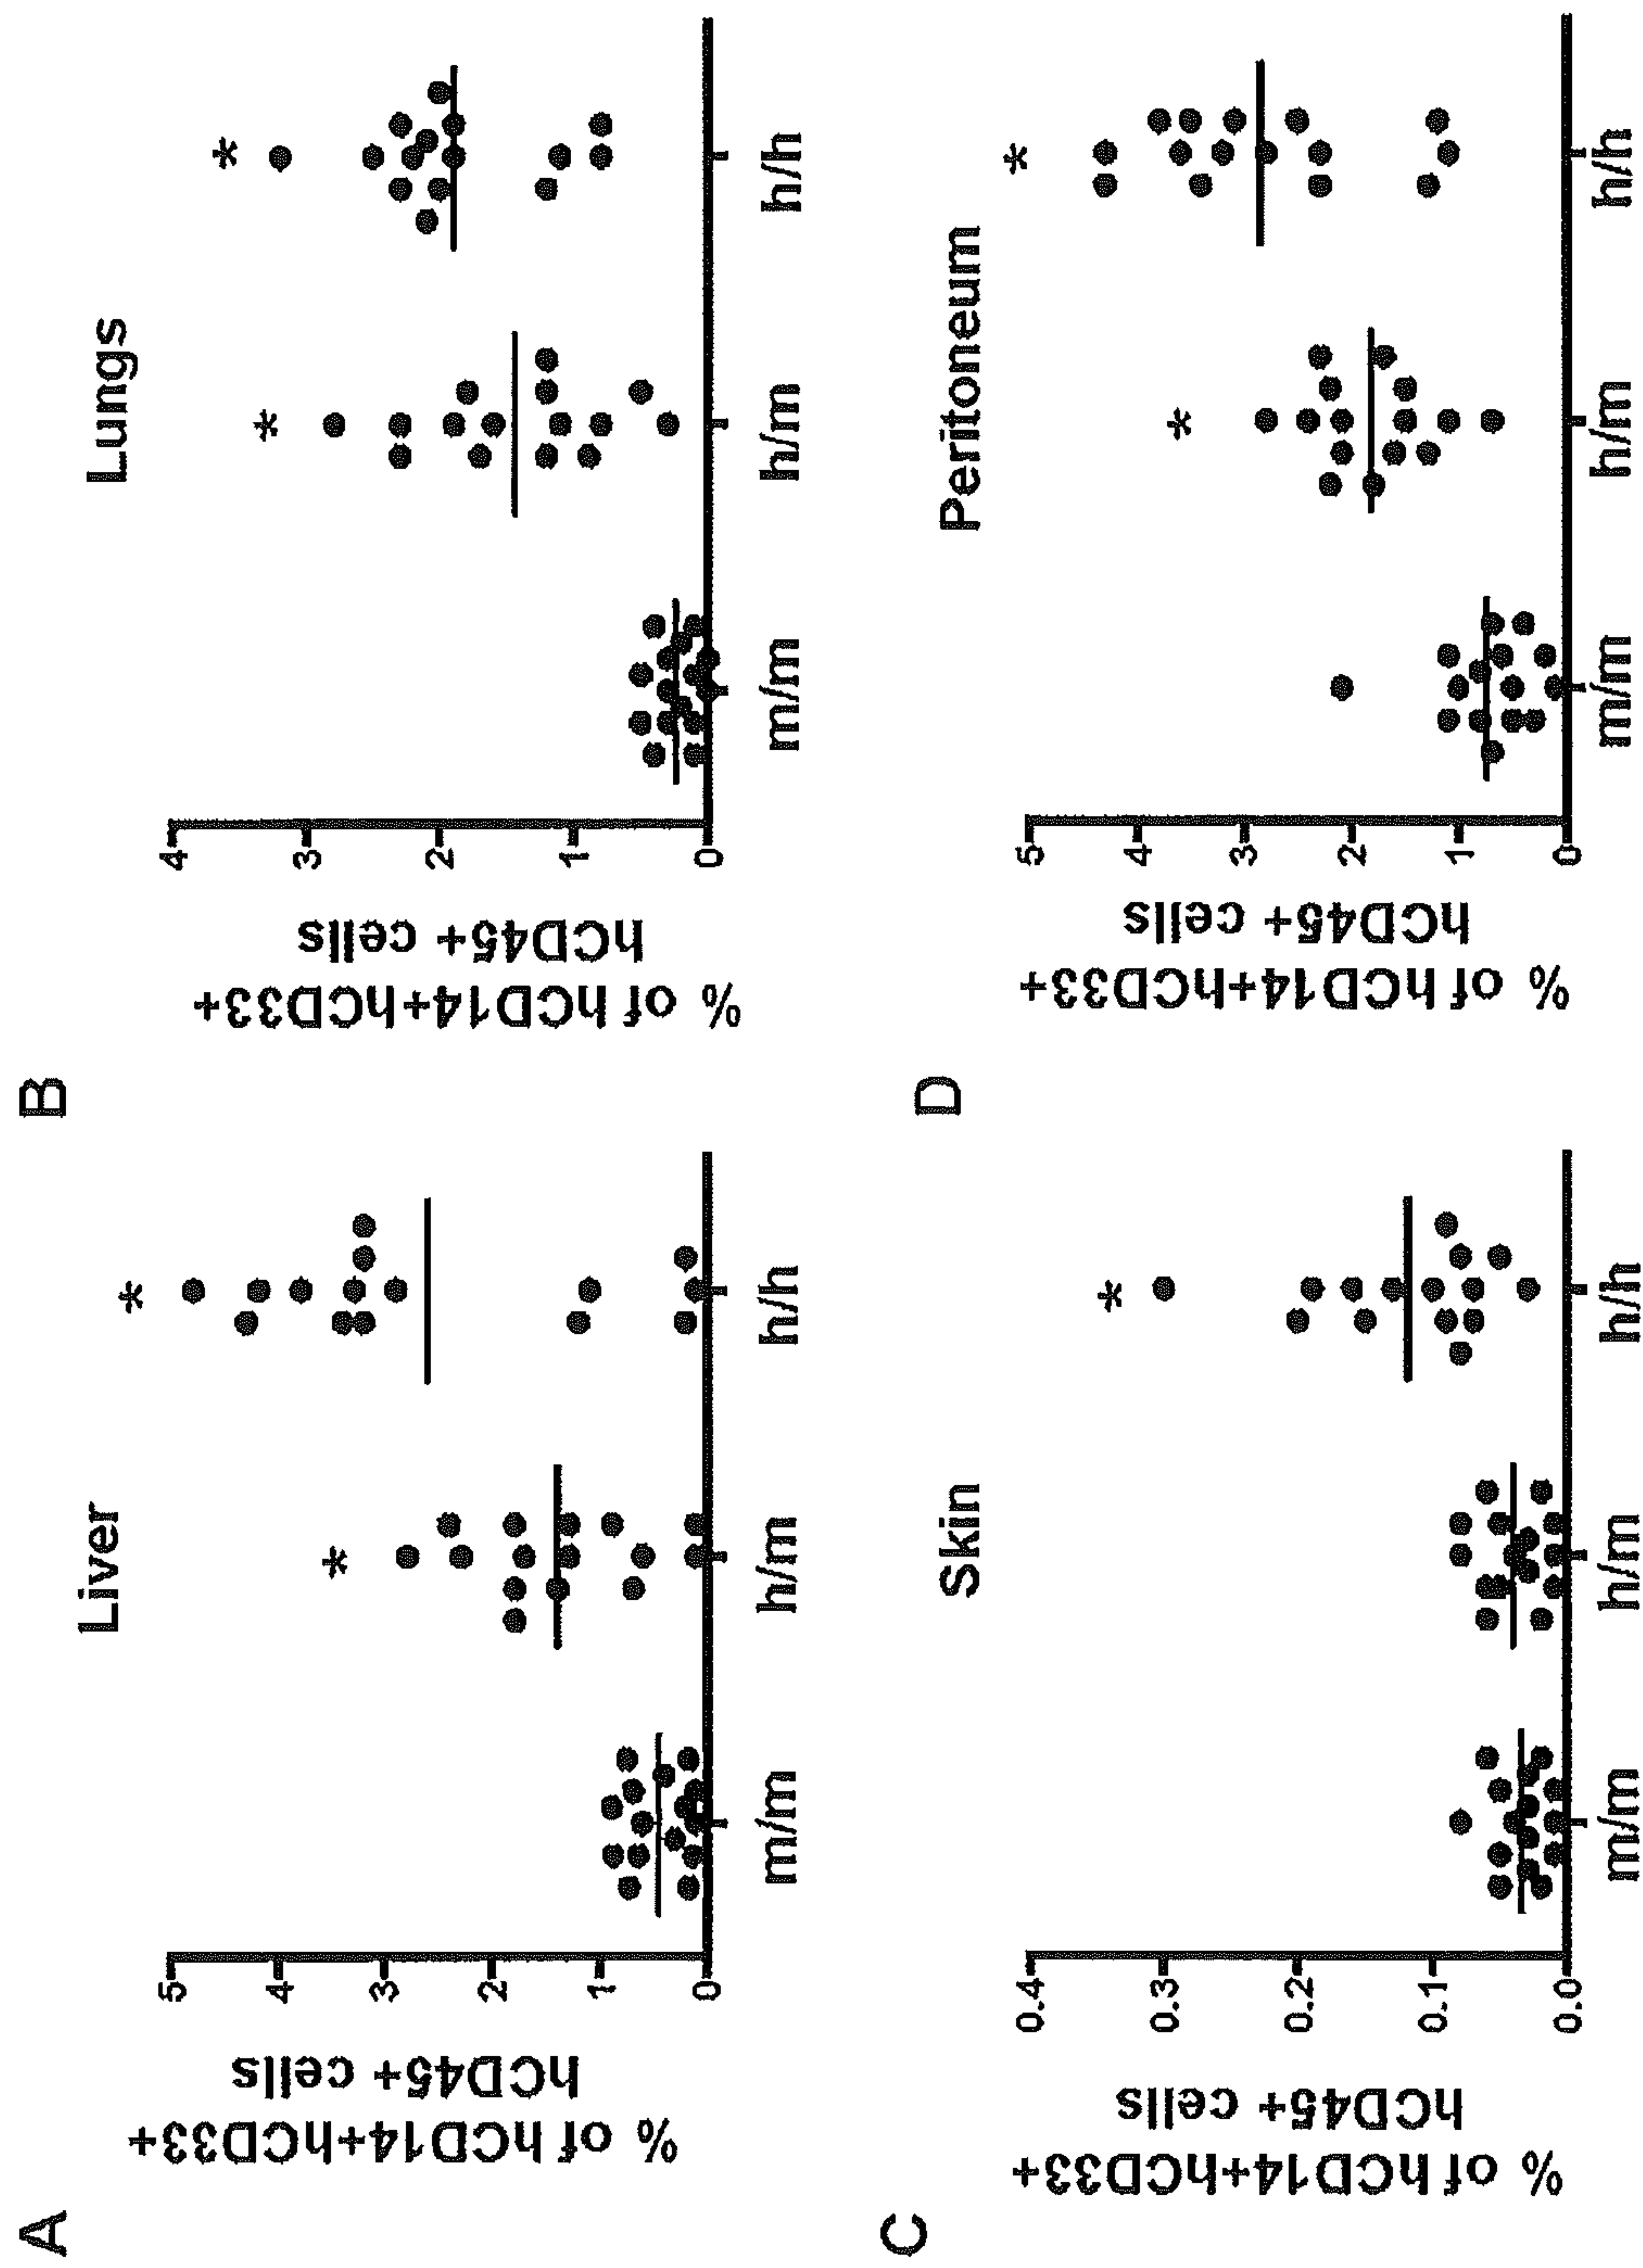 A
Liver
% of hCD14+hCD33+
hCD45+ cells
5
4
3
2
1
0
*
*
m/m
h/m
h/h
B
Lungs
% of hCD14+hCD33+
hCD45+ cells
4
3
2
1
0
*
*
m/m
h/m
h/h
C
Skin
% of hCD14+hCD33+
hCD45+ cells
0.4
0.3
0.2
0.1
0.0
*
m/m
h/m
h/h
D
Peritoneum
% of hCD14+hCD33+
hCD45+ cells
5
4
3
2
1
0
*
*
m/m
h/m
h/h